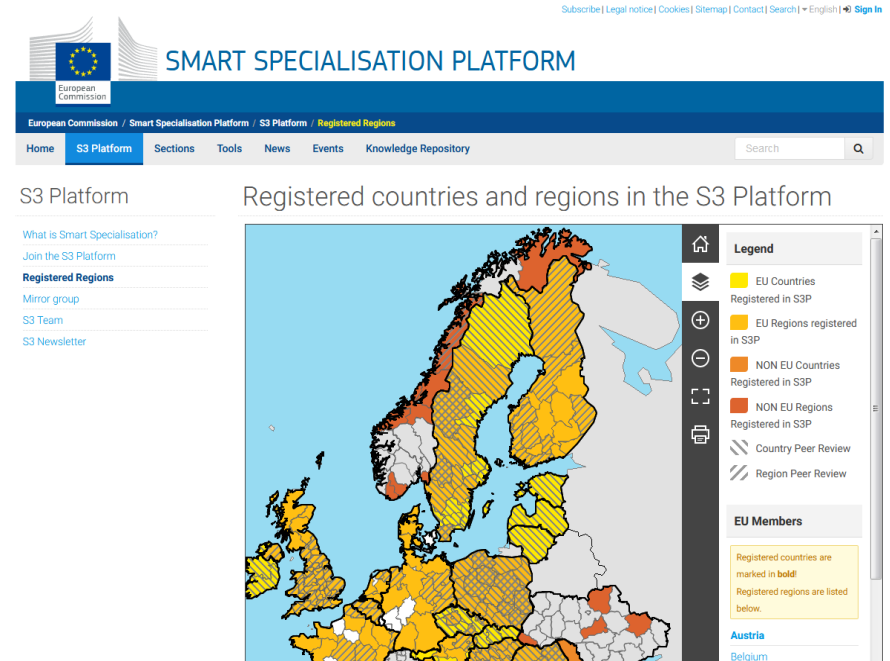 Subscribe | Legal notice | Cookies | Sitemap | Contact | Search | English | Sign In
European
Commission
SMART SPECIALISATION PLATFORM
European Commission / Smart Specialisation Platform / S3 Platform / Registered Regions
Home S3 Platform Sections Tools News Events Knowledge Repository Search
S3 Platform
What is Smart Specialisation?
Join the S3 Platform
Registered Regions
Mirror group
S3 Team
S3 Newsletter
Registered countries and regions in the S3 Platform
Legend
EU Countries
Registered in S3P
EU Regions registered
in S3P
NON EU Countries
Registered in S3P
NON EU Regions
Registered in S3P
Country Peer Review
Region Peer Review
EU Members
Registered countries are
marked in bold!
Registered regions are listed
below.
Austria
Belgium